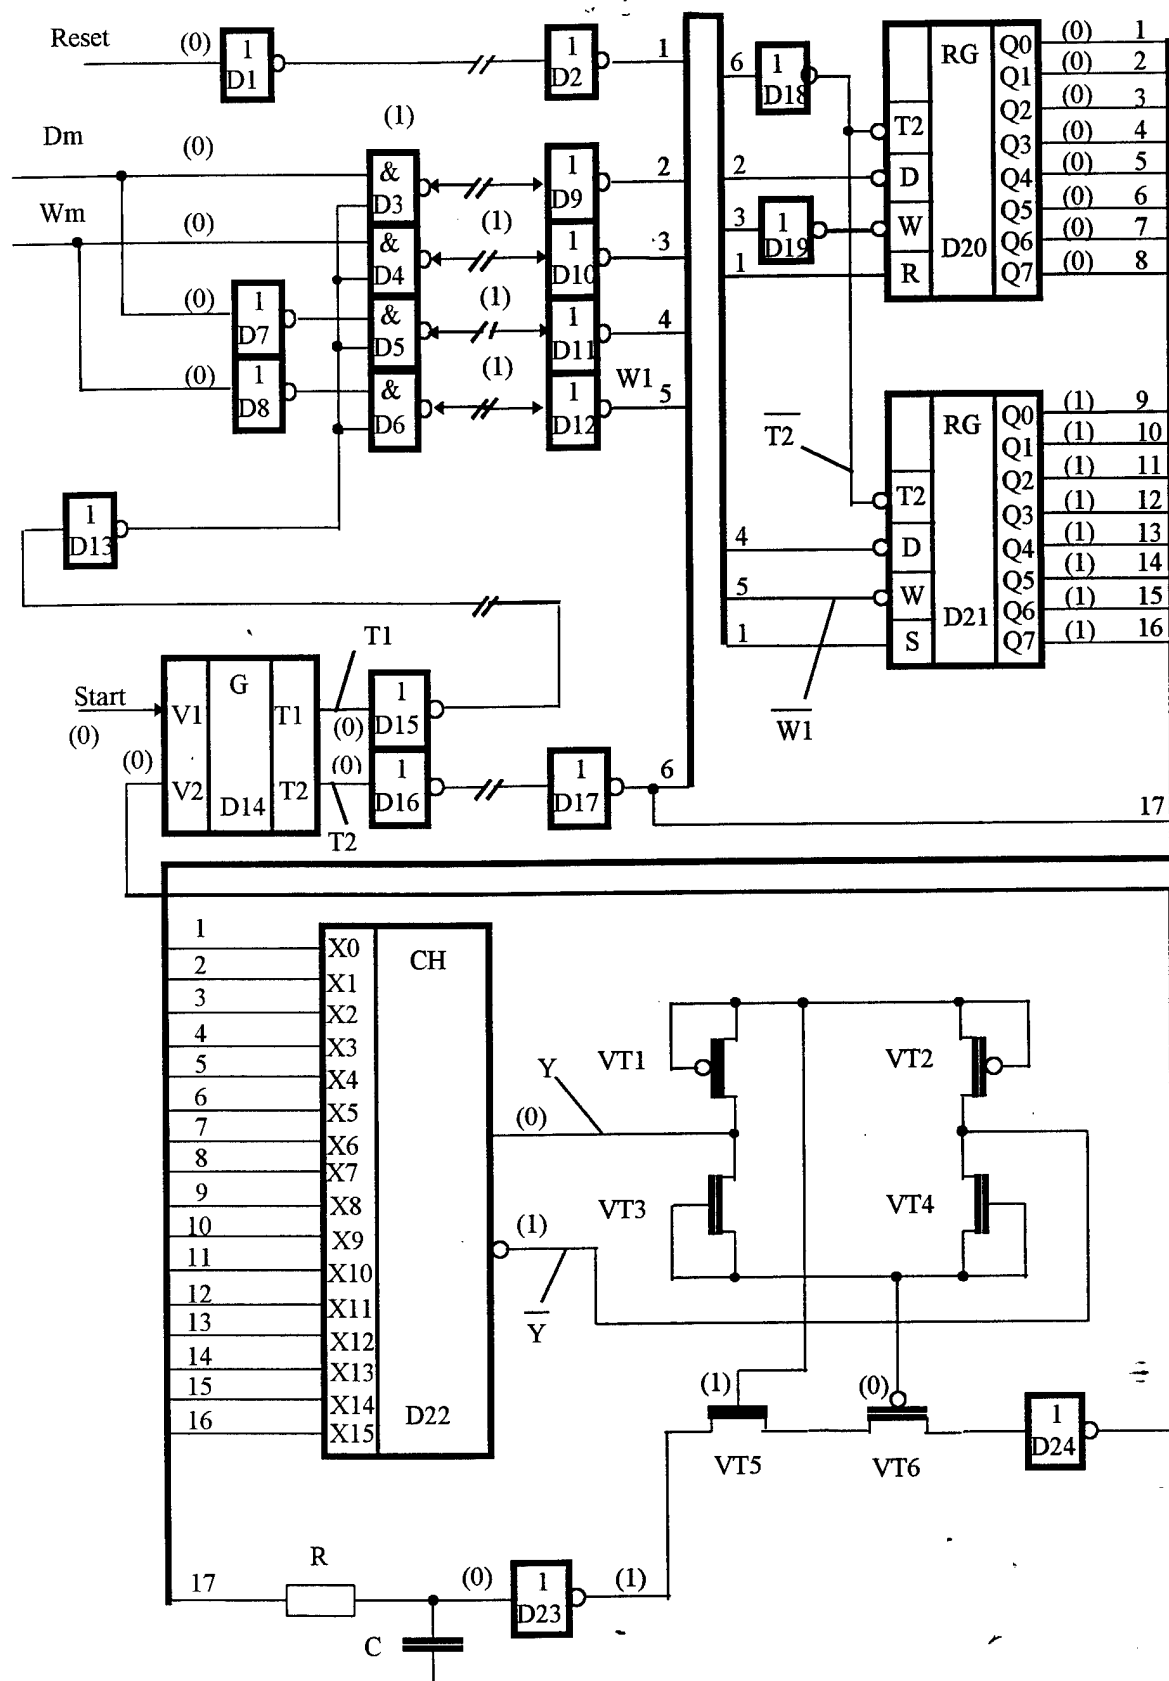 Reset (0) 1 D1 1 D2 1
Dm (0) (1) & D3 1 D9 2
Wm (0) & D4 (1) 1 D10 3
(0) 1 D7 & D5 (1) 1 D11 4
(0) 1 D8 & D6 (1) 1 D12 W1 5
1 D13
Start (0) (0) V1 V2 G D14 T1 T2
T1 (0) 1 D15
T2 (0) 1 D16 1 D17 6
6 1 D18
2
3 1 D19
1
T2 D W R RG D20
Q0 (0) 1
Q1 (0) 2
Q2 (0) 3
Q3 (0) 4
Q4 (0) 5
Q5 (0) 6
Q6 (0) 7
Q7 (0) 8
T2
4
5
1
W1
T2 D W S RG D21
Q0 (1) 9
Q1 (1) 10
Q2 (1) 11
Q3 (1) 12
Q4 (1) 13
Q5 (1) 14
Q6 (1) 15
Q7 (1) 16
17
1 X0
2 X1
3 X2
4 X3
5 X4
6 X5
7 X6
8 X7
9 X8
10 X9
11 X10
12 X11
13 X12
14 X13
15 X14
16 X15
CH
D22
Y (0)
(1) Y
VT1 VT2
VT3 VT4
(1) VT5 (0) VT6 1 D24
17 R C (0) 1 D23 (1)